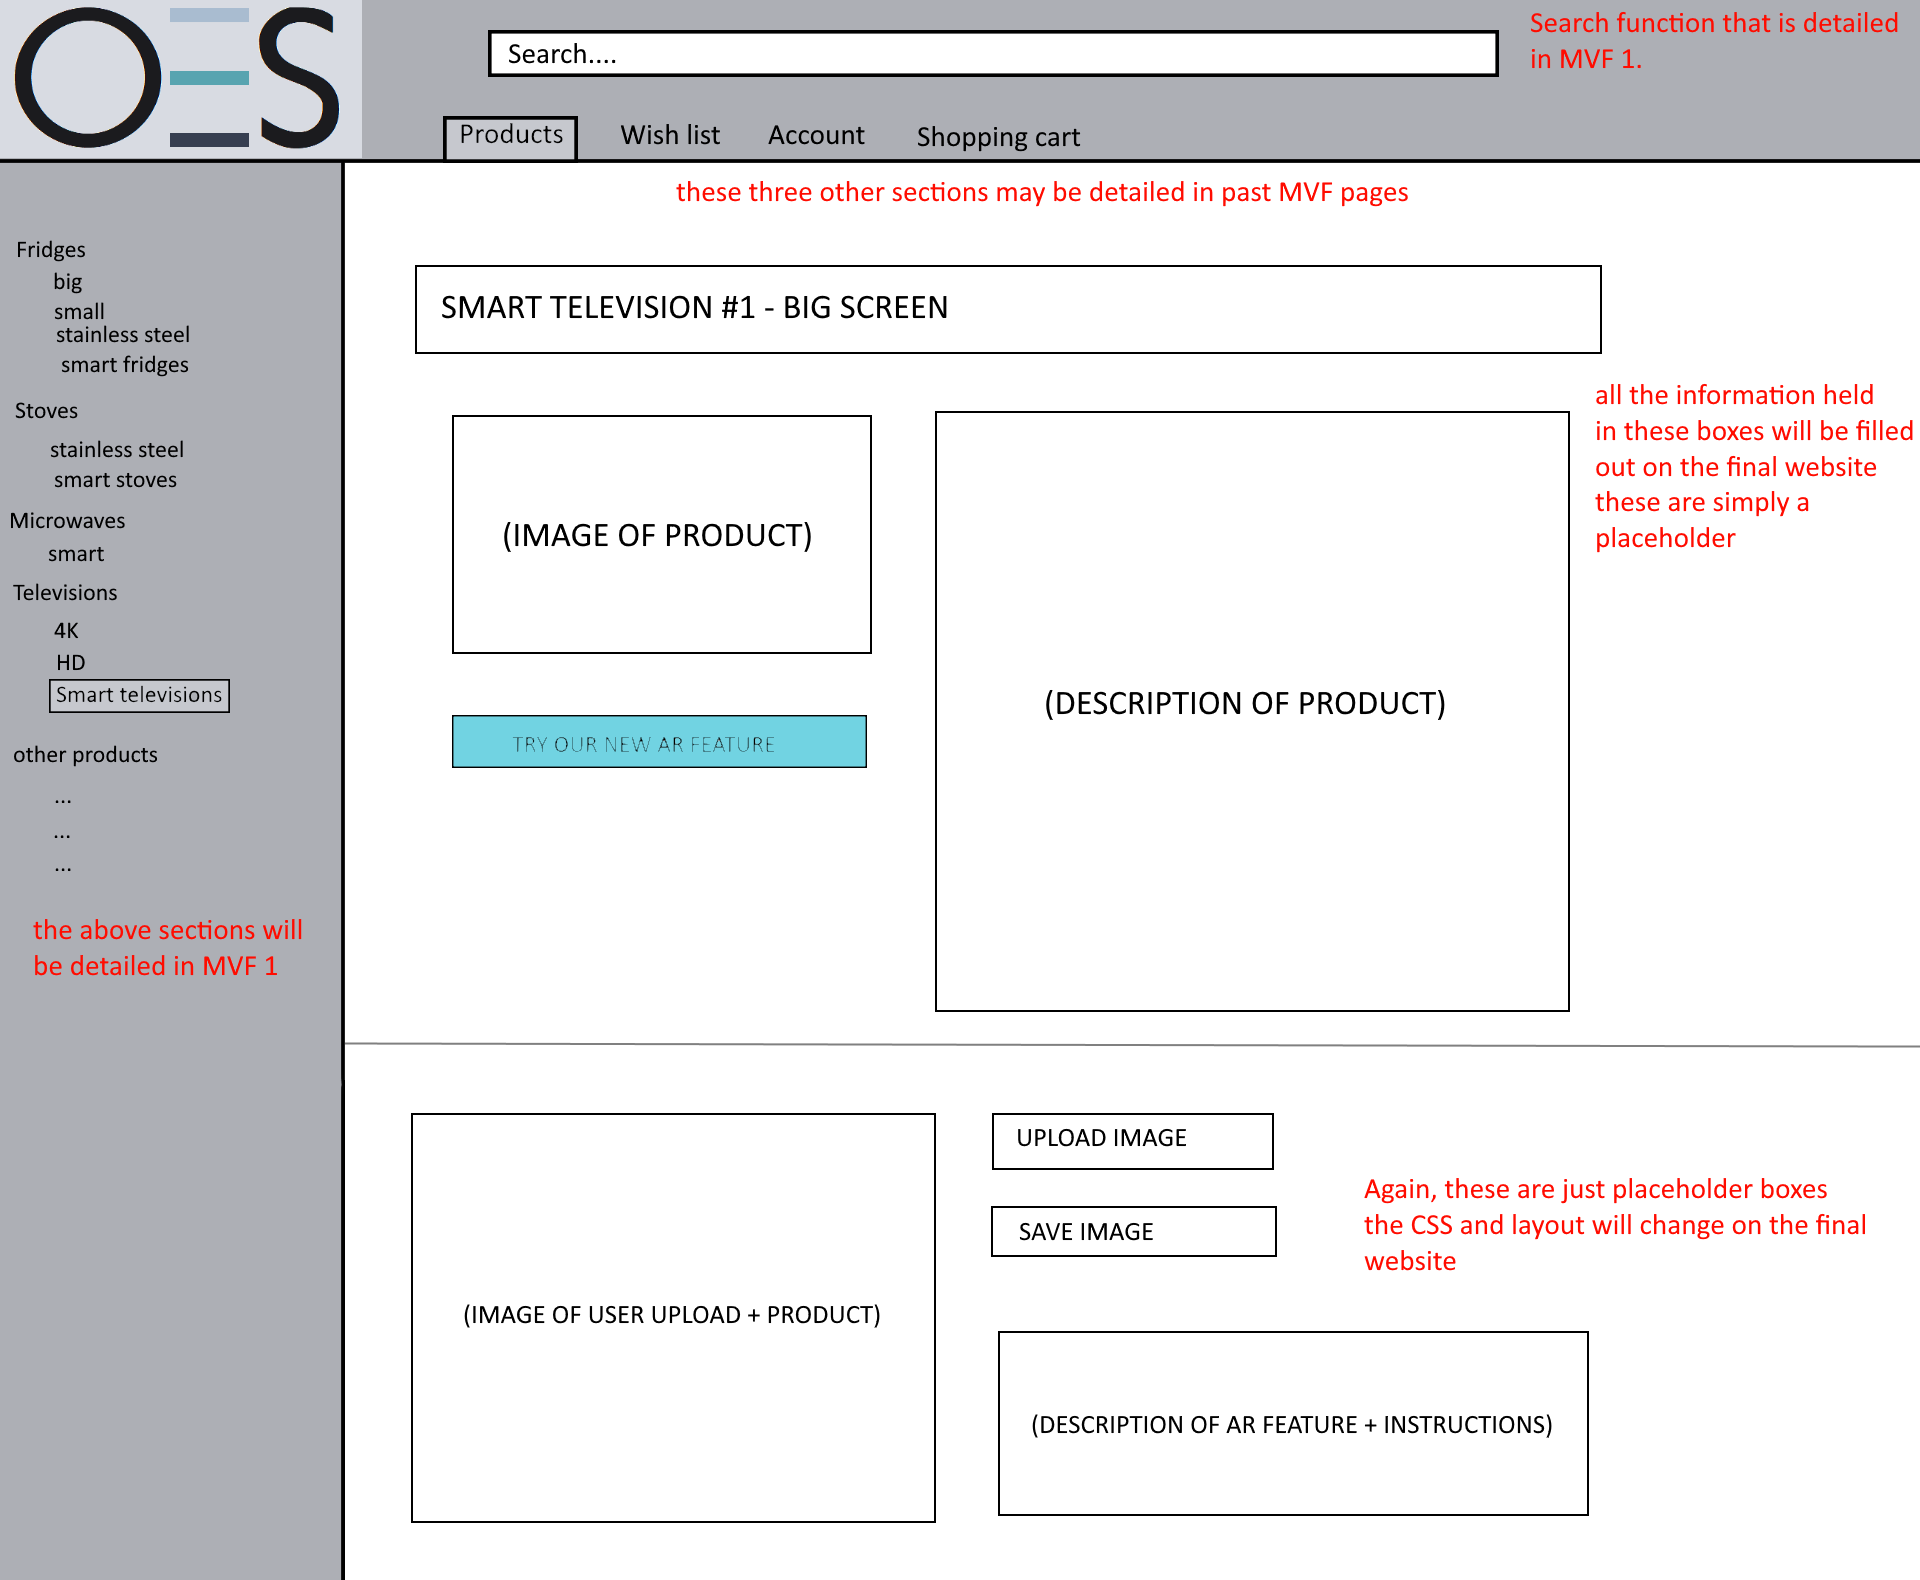 OES
Search....
Search function that is detailed
in MVF 1.
Products
Wish list
Account
Shopping cart
these three other sections may be detailed in past MVF pages
Fridges
big
small
stainless steel
smart fridges
Stoves
stainless steel
smart stoves
Microwaves
smart
Televisions
4K
HD
Smart televisions
other products
...
...
...
the above sections will
be detailed in MVF 1
SMART TELEVISION #1 - BIG SCREEN
(IMAGE OF PRODUCT)
TRY OUR NEW AR FEATURE
(DESCRIPTION OF PRODUCT)
all the information held
in these boxes will be filled
out on the final website
these are simply a
placeholder
(IMAGE OF USER UPLOAD + PRODUCT)
UPLOAD IMAGE
SAVE IMAGE
Again, these are just placeholder boxes
the CSS and layout will change on the final
website
(DESCRIPTION OF AR FEATURE + INSTRUCTIONS)